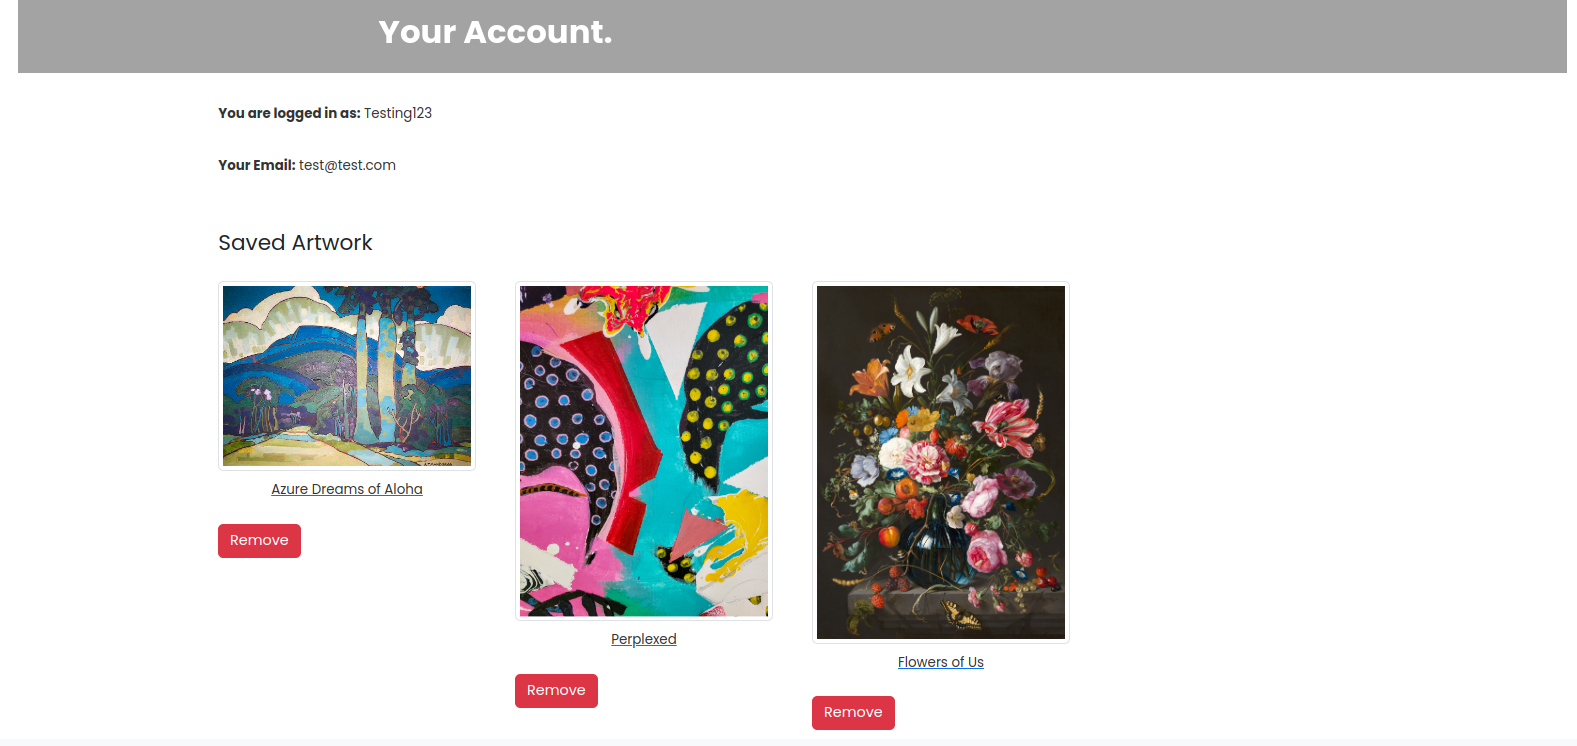 Your Account.
You are logged in as: Testing123
Your Email: test@test.com
Saved Artwork
Azure Dreams of Aloha
Remove
Perplexed
Remove
Flowers of Us
Remove